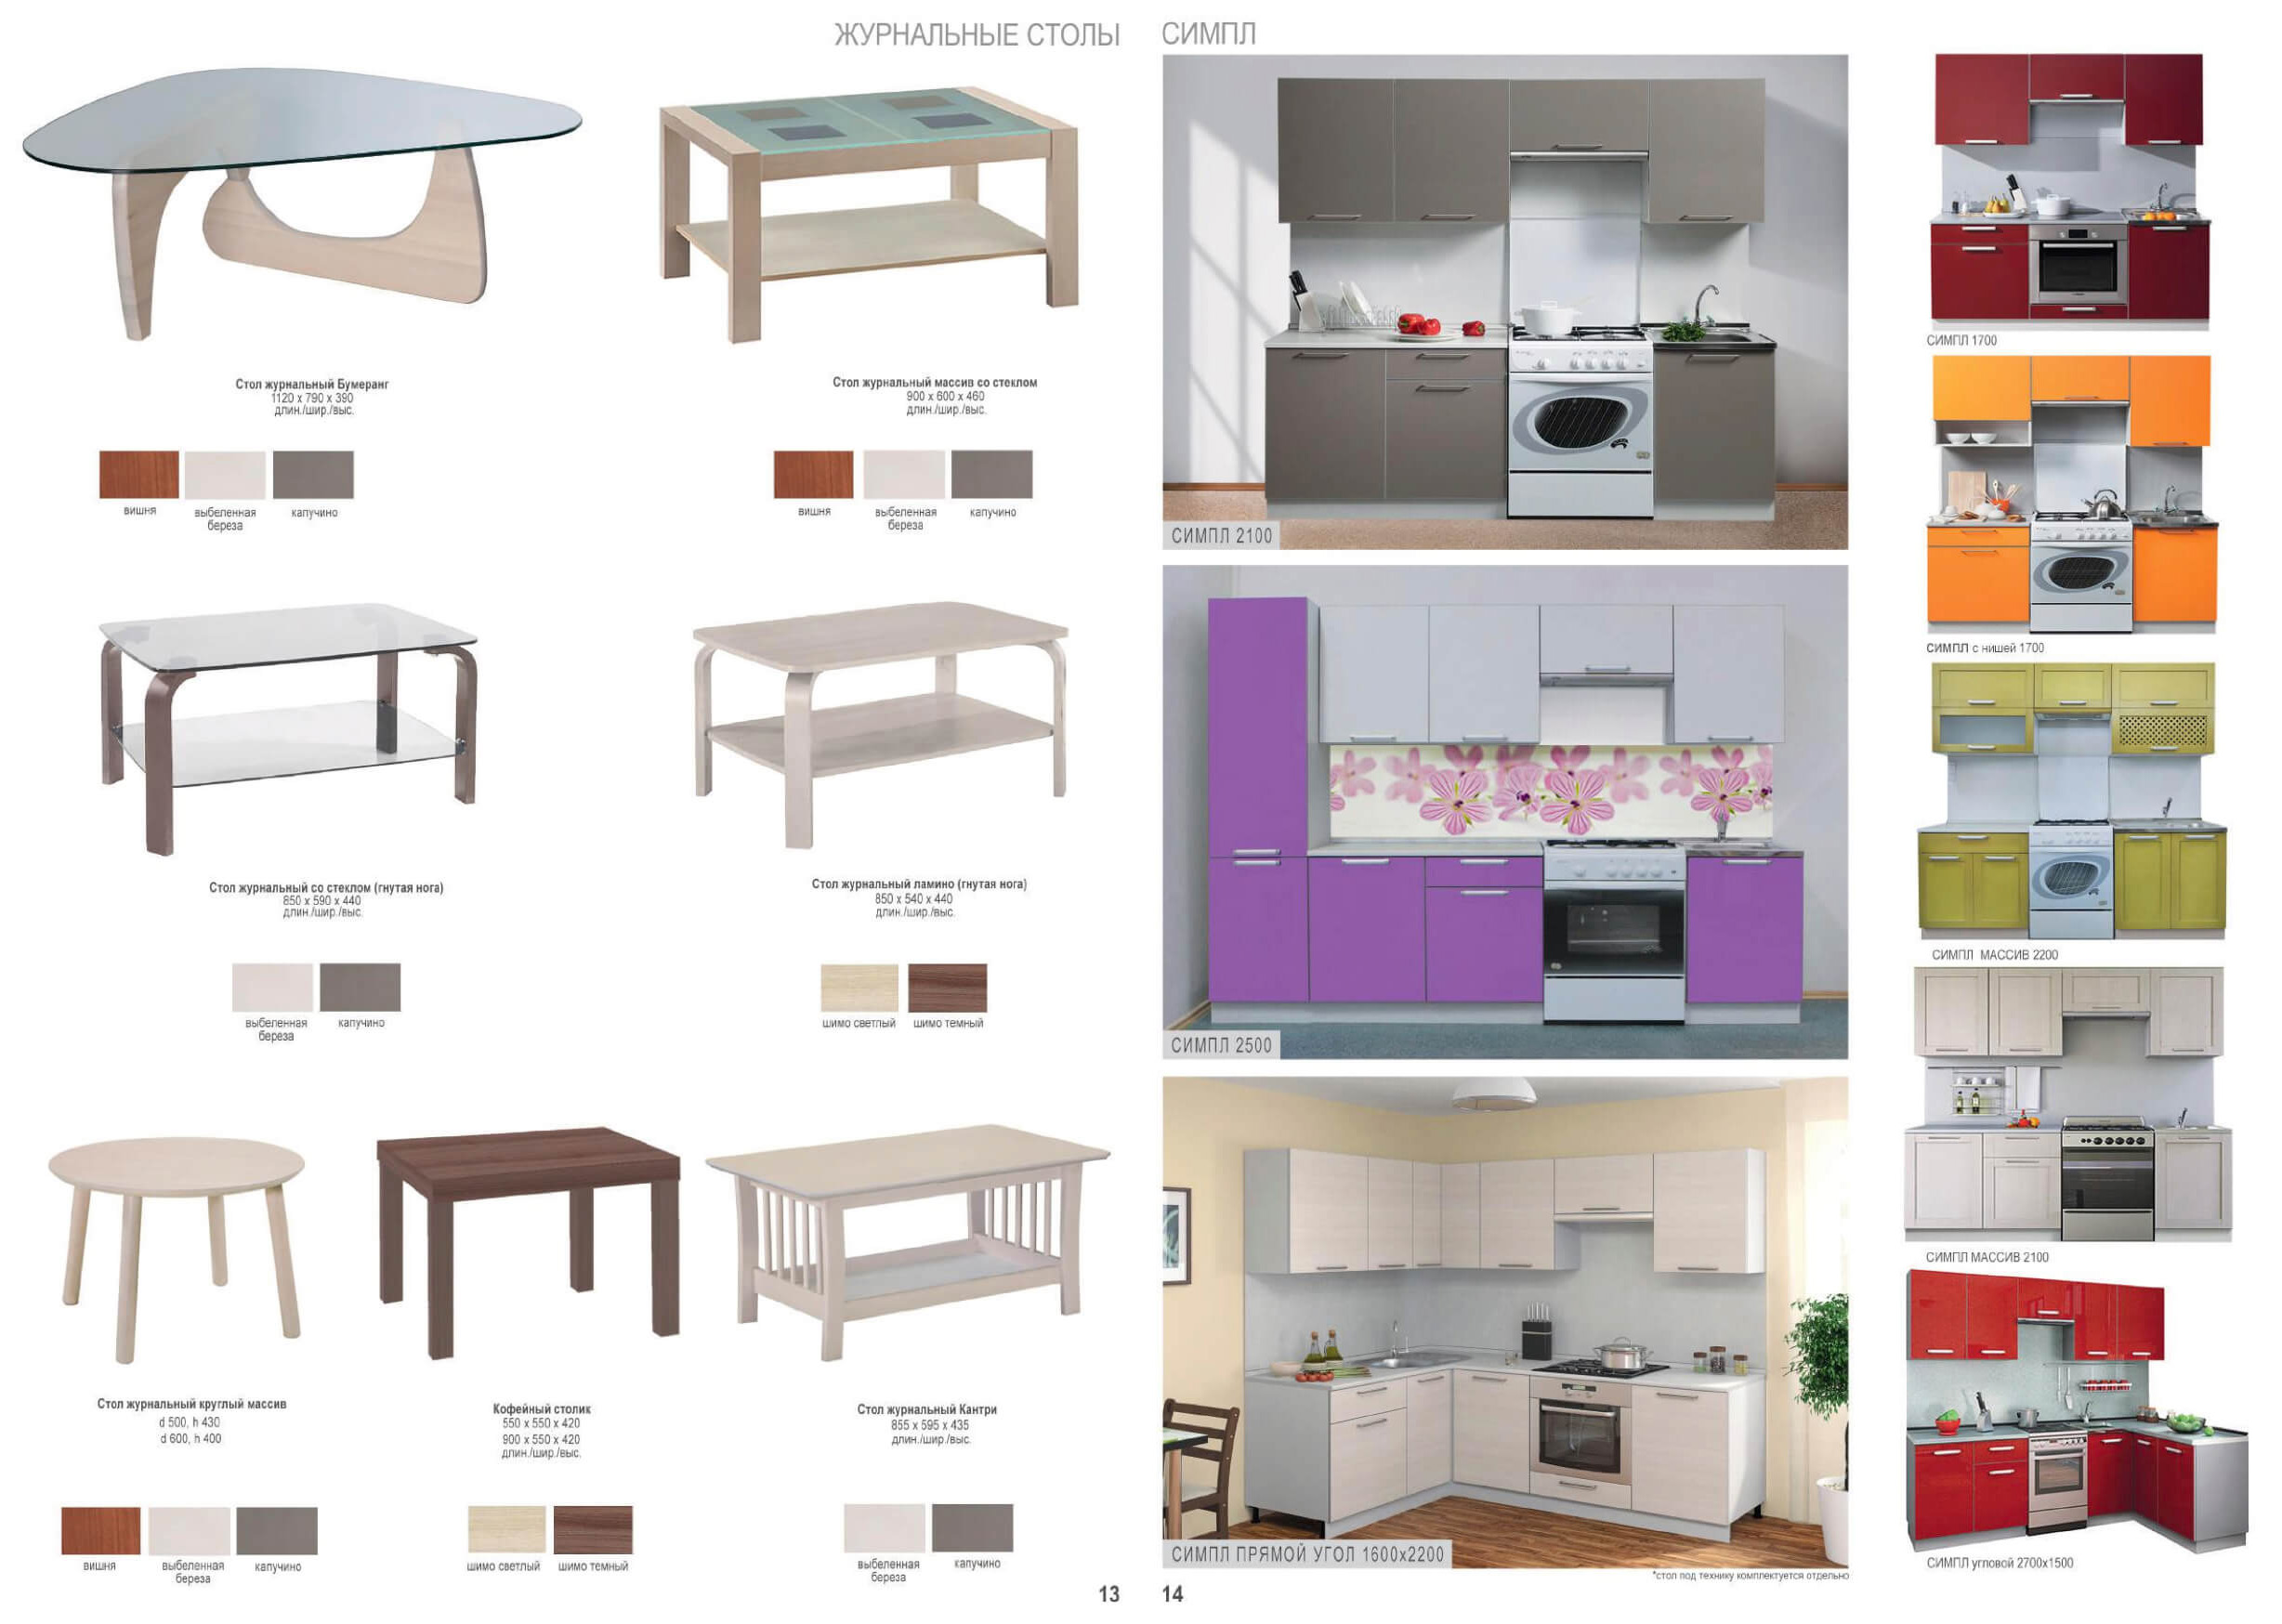 ЖУРНАЛЬНЫЕ СТОЛЫ
Стол журнальный Бумеранг
1120 x 790 x 390
длин./шир./выс.
вишня
выбеленная
береза
капучино
Стол журнальный массив со стеклом
900 x 600 x 460
длин./шир./выс.
вишня
выбеленная
береза
капучино
Стол журнальный со стеклом (гнутая нога)
850 x 590 x 440
длин./шир./выс.
выбеленная
береза
капучино
Стол журнальный ламино (гнутая нога)
850 x 540 x 440
длин./шир./выс.
шимо светлый
шимо темный
Стол журнальный круглый массив
d 500, h 430
d 600, h 400
вишня
выбеленная
береза
капучино
Кофейный столик
550 x 550 x 420
900 x 550 x 420
длин./шир./выс.
шимо светлый
шимо темный
Стол журнальный Кантри
855 x 595 x 435
длин./шир./выс.
выбеленная
береза
капучино
13
СИМПЛ
СИМПЛ 2100
СИМПЛ 2500
СИМПЛ ПРЯМОЙ УГОЛ 1600x2200
*стол под технику комплектуется отдельно
СИМПЛ 1700
СИМПЛ с нишей 1700
СИМПЛ МАССИВ 2200
СИМПЛ МАССИВ 2100
СИМПЛ угловой 2700x1500
14